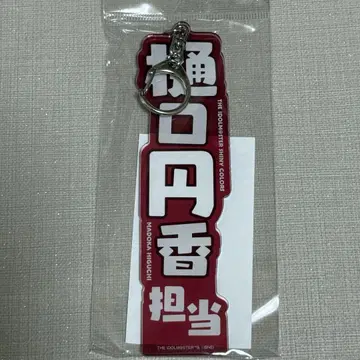 樋口円香
担当
THE IDOLM@STER SHINY COLORS
MADOKA HIGUCHI